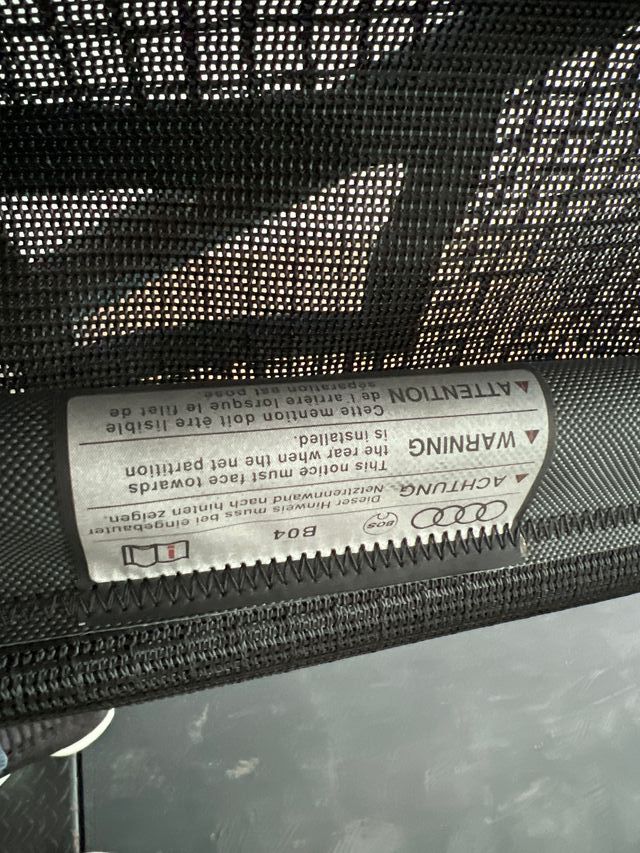 BOS
B04
ACHTUNG
Dieser Hinweis muss bei eingebauter
Netztrennwand nach hinten zeigen.
WARNING
This notice must face towards
the rear when the net partition
is installed.
ATTENTION
Cette mention doit être lisible
de l'arrière lorsque le filet de
séparation est posé